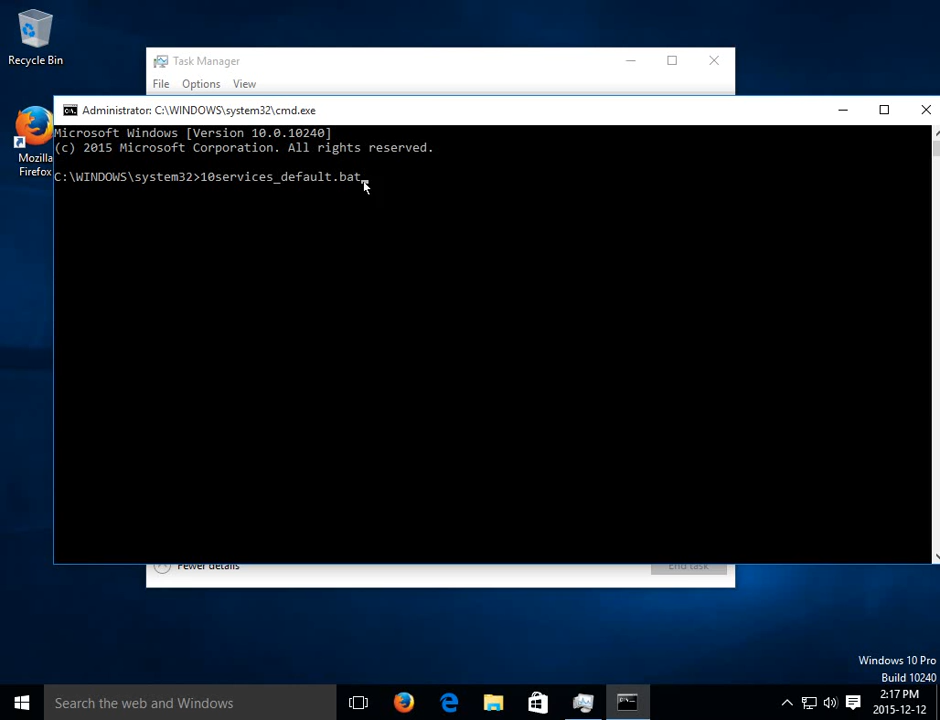 Recycle Bin
Task Manager
File Options View
Administrator: C:\WINDOWS\system32\cmd.exe
Mozilla
Firefox
Microsoft Windows [Version 10.0.10240]
(c) 2015 Microsoft Corporation. All rights reserved.
C:\WINDOWS\system32>10services_default.bat
Fewer details
End task
Windows 10 Pro
Build 10240
Search the web and Windows
2:17 PM
2015-12-12